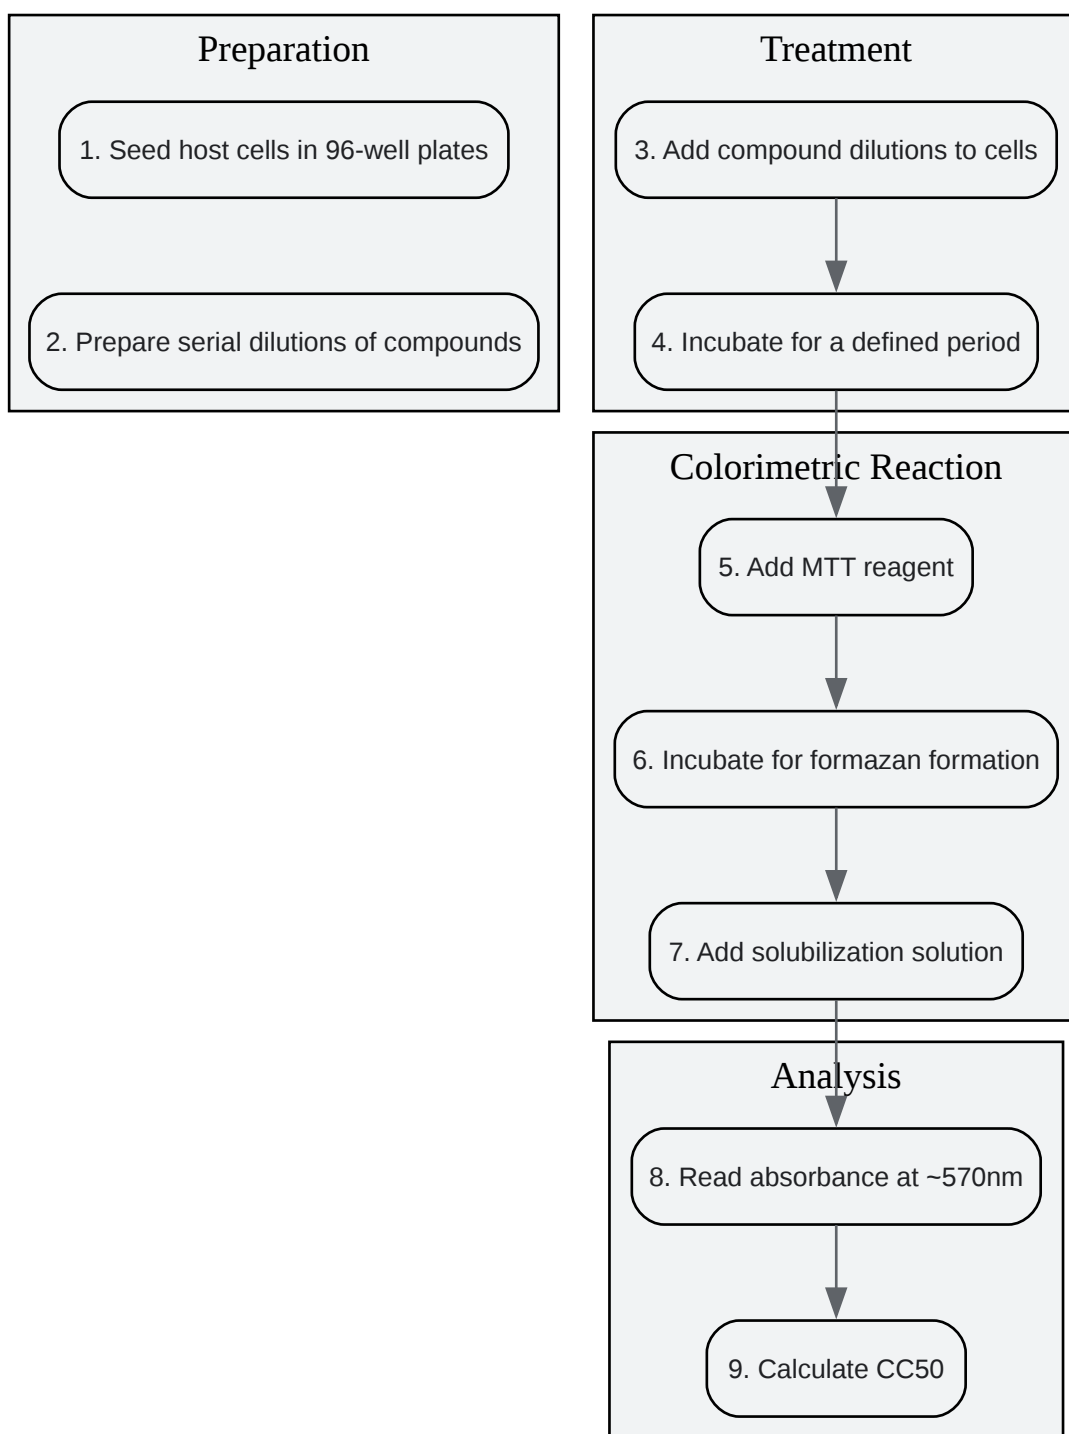 Preparation
1. Seed host cells in 96-well plates
2. Prepare serial dilutions of compounds
Treatment
3. Add compound dilutions to cells
4. Incubate for a defined period
Colorimetric Reaction
5. Add MTT reagent
6. Incubate for formazan formation
7. Add solubilization solution
Analysis
8. Read absorbance at ~570nm
9. Calculate CC50